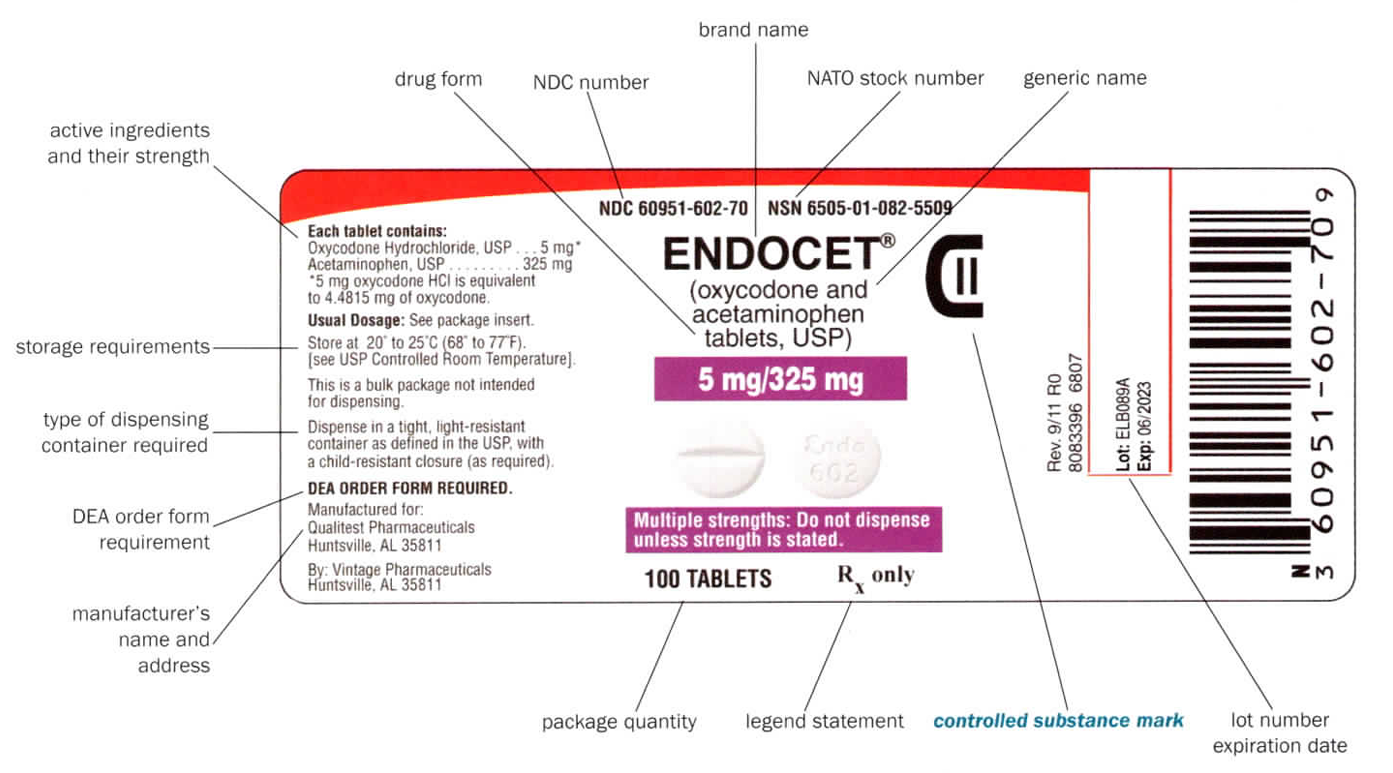 brand name
drug form
NDC number
NATO stock number
generic name
active ingredients
and their strength
NDC 60951-602-70 NSN 6505-01-082-5509
Each tablet contains:
Oxycodone Hydrochloride, USP . . . 5 mg*
Acetaminophen, USP . . . . . . . . . 325 mg
*5 mg oxycodone HCl is equivalent
to 4.4815 mg of oxycodone.
Usual Dosage: See package insert.
storage requirements
Store at 20° to 25°C (68° to 77°F).
[see USP Controlled Room Temperature].
This is a bulk package not intended
for dispensing.
type of dispensing
container required
Dispense in a tight, light-resistant
container as defined in the USP, with
a child-resistant closure (as required).
DEA ORDER FORM REQUIRED.
DEA order form
requirement
Manufactured for:
Qualitest Pharmaceuticals
Huntsville, AL 35811
By: Vintage Pharmaceuticals
Huntsville, AL 35811
manufacturer's
name and
address
ENDOCET®
CII
(oxycodone and
acetaminophen
tablets, USP)
5 mg/325 mg
Endo
602
Multiple strengths: Do not dispense
unless strength is stated.
100 TABLETS
Rx only
Rev. 9/11 R0
8083396 6807
Lot: ELB089A
Exp: 06/2023
N
3 60951-602-70 9
package quantity
legend statement
controlled substance mark
lot number
expiration date